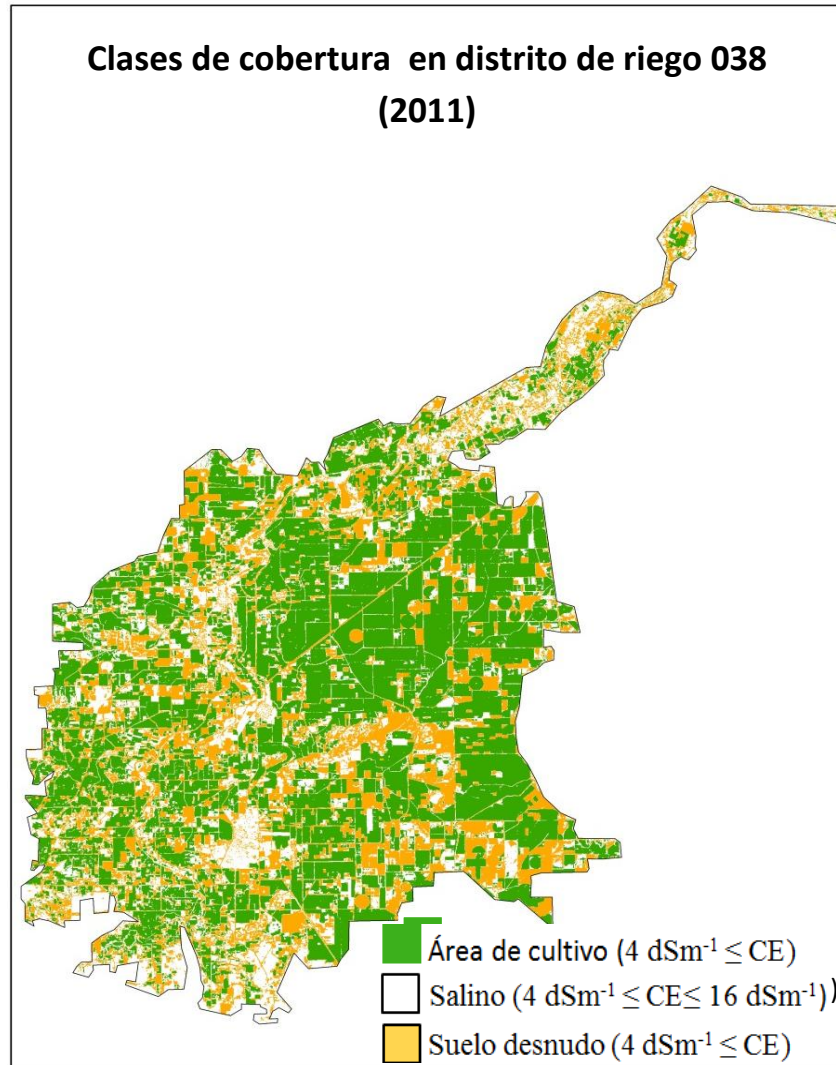 Clases de cobertura en distrito de riego 038
(2011)
Área de cultivo (4 dSm⁻¹ ≤ CE)
Salino (4 dSm⁻¹ ≤ CE≤ 16 dSm⁻¹))
Suelo desnudo (4 dSm⁻¹ ≤ CE)